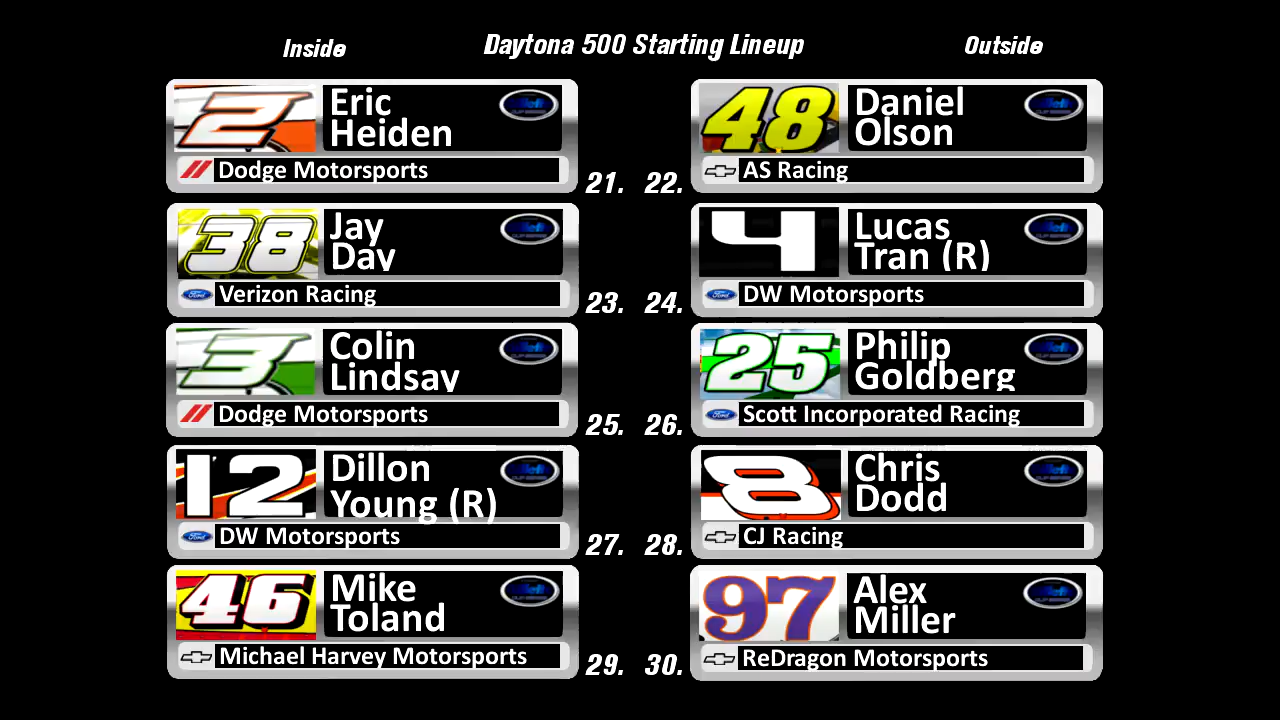 Inside Daytona 500 Starting Lineup Outside
2 Eric
Heiden
Dodge Motorsports
21. 22.
48 Daniel
Olson
AS Racing
38 Jay
Day
Ford Verizon Racing
23. 24.
4 Lucas
Tran (R)
Ford DW Motorsports
3 Colin
Lindsay
Dodge Motorsports
25. 26.
25 Philip
Goldberg
Ford Scott Incorporated Racing
12 Dillon
Young (R)
Ford DW Motorsports
27. 28.
8 Chris
Dodd
CJ Racing
46 Mike
Toland
Michael Harvey Motorsports
29. 30.
97 Alex
Miller
ReDragon Motorsports